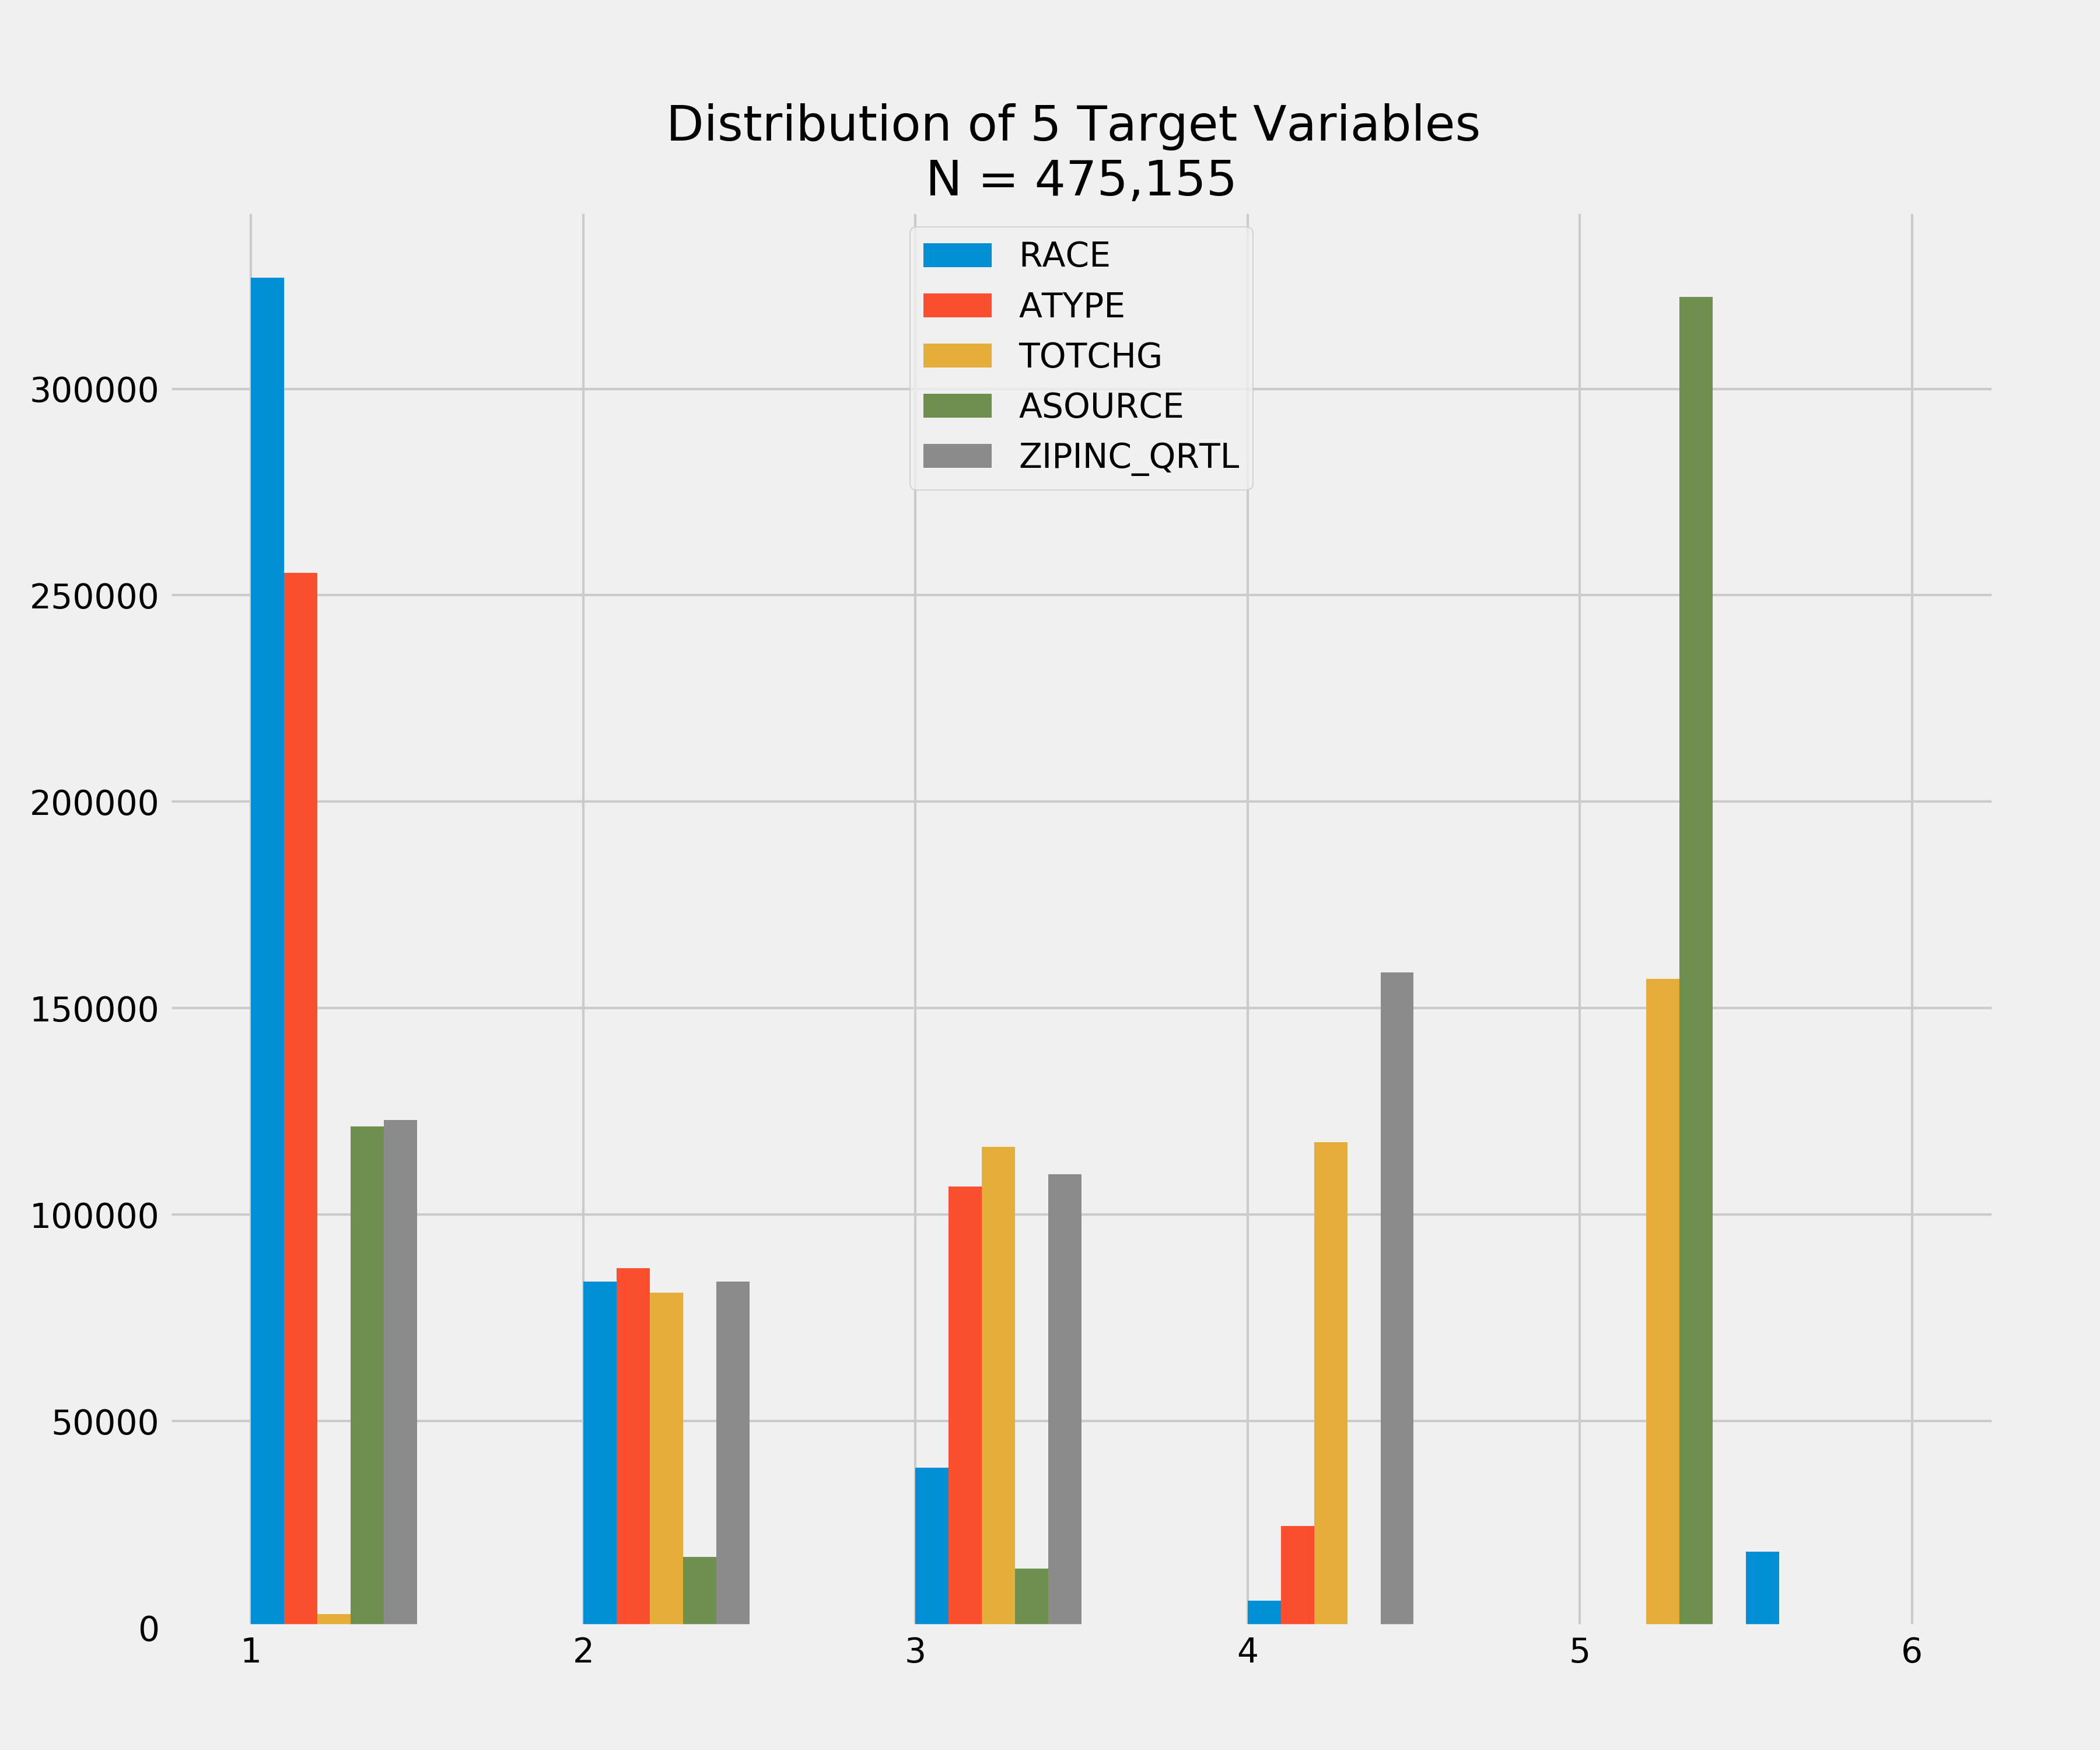 Distribution of 5 Target Variables
N = 475,155
RACE
ATYPE
TOTCHG
ASOURCE
ZIPINC_QRTL
300000
250000
200000
150000
100000
50000
0
1 2 3 4 5 6